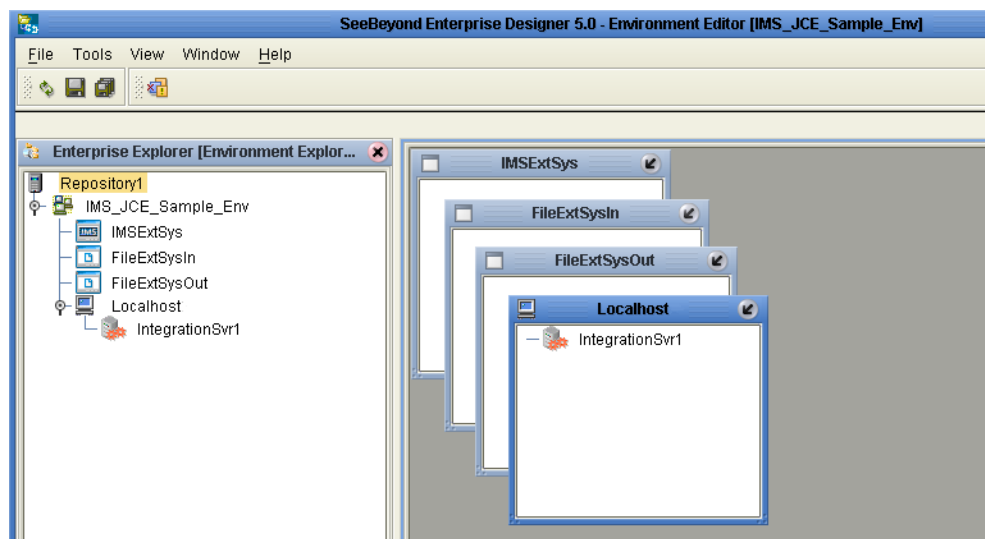 SeeBeyond Enterprise Designer 5.0 - Environment Editor [IMS_JCE_Sample_Env]
File Tools View Window Help
Enterprise Explorer [Environment Explor...
Repository1
IMS_JCE_Sample_Env
IMS IMSExtSys
FileExtSysIn
FileExtSysOut
Localhost
IntegrationSvr1
IMSExtSys
FileExtSysIn
FileExtSysOut
Localhost
IntegrationSvr1